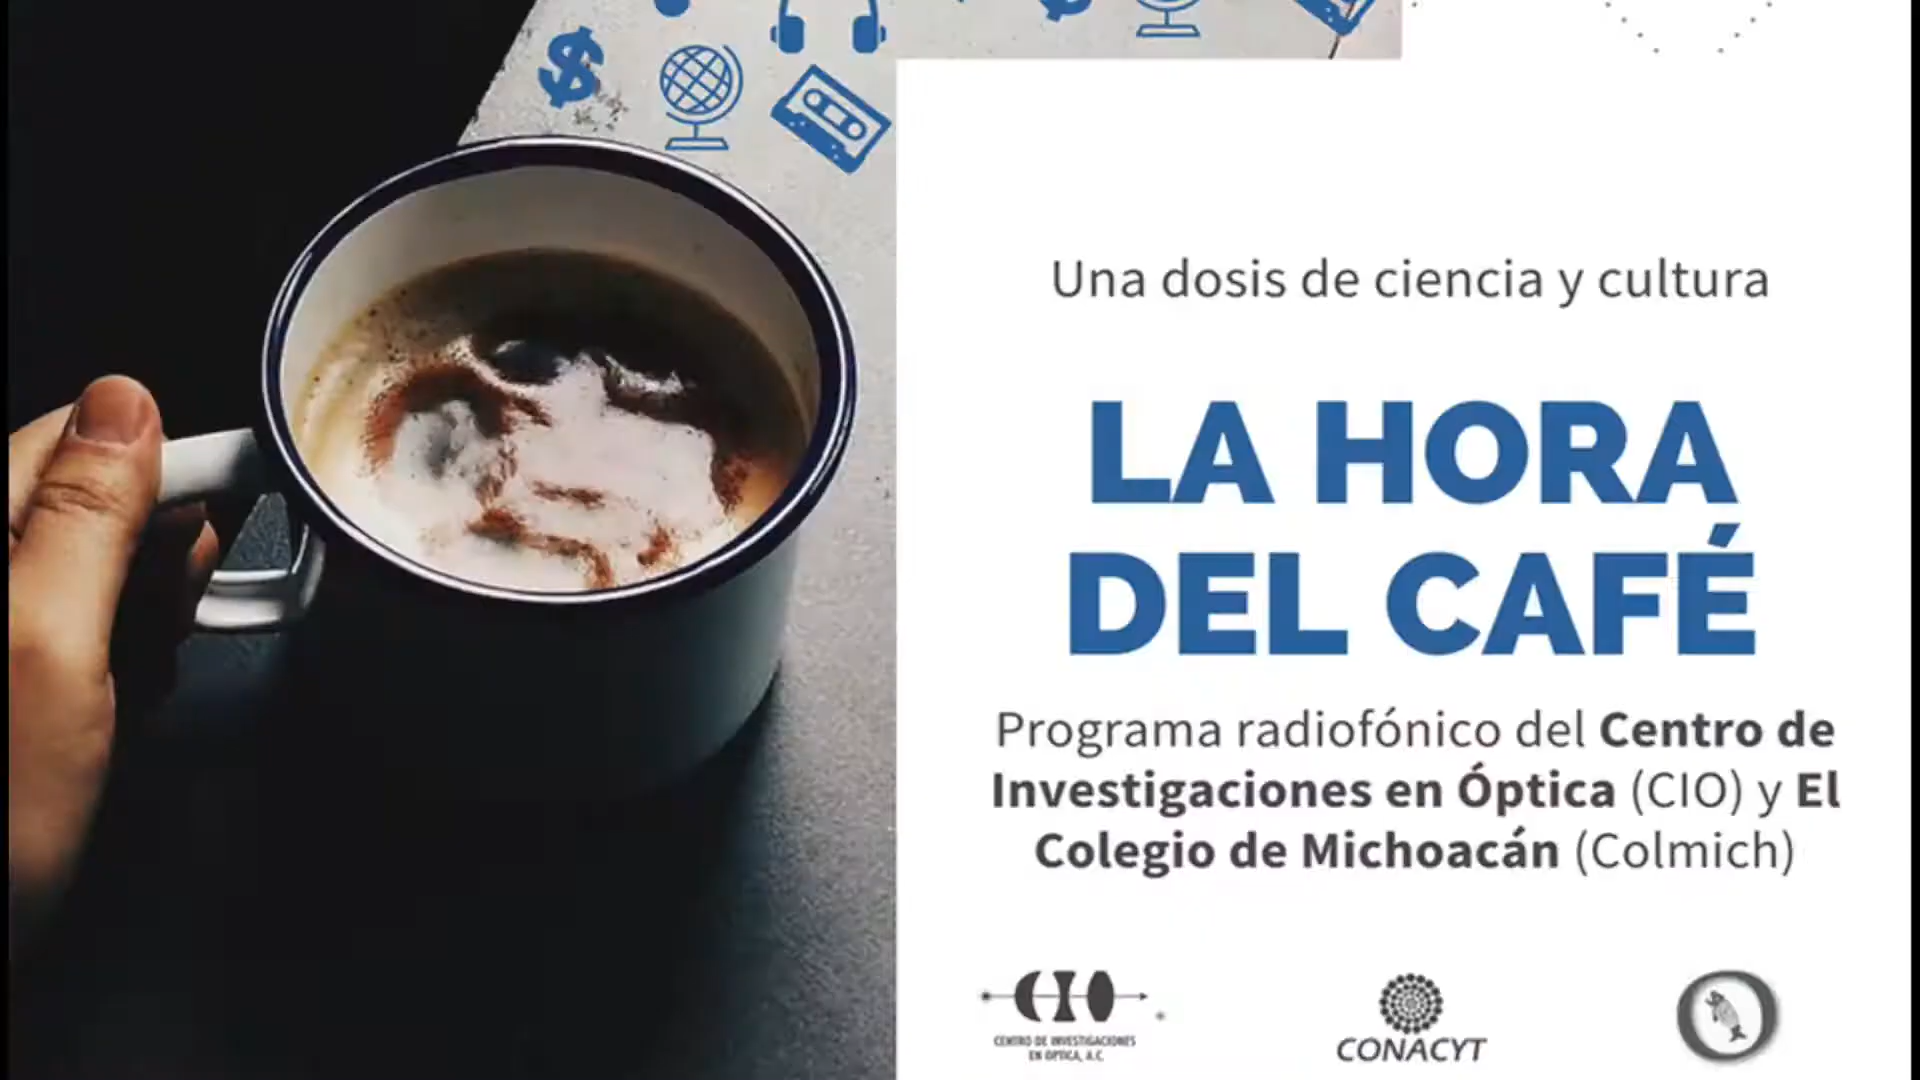 Una dosis de ciencia y cultura
LA HORA
DEL CAFÉ
Programa radiofónico del Centro de
Investigaciones en Óptica (CIO) y El
Colegio de Michoacán (Colmich)
CIO
CENTRO DE INVESTIGACIONES
EN OPTICA, A.C.
CONACYT